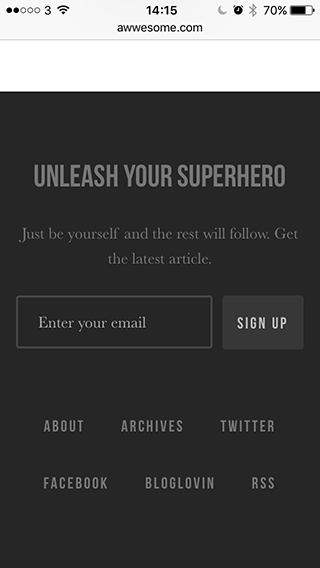 3 14:15 70%
awwesome.com
UNLEASH YOUR SUPERHERO
Just be yourself and the rest will follow. Get
the latest article.
Enter your email SIGN UP
ABOUT ARCHIVES TWITTER
FACEBOOK BLOGLOVIN RSS